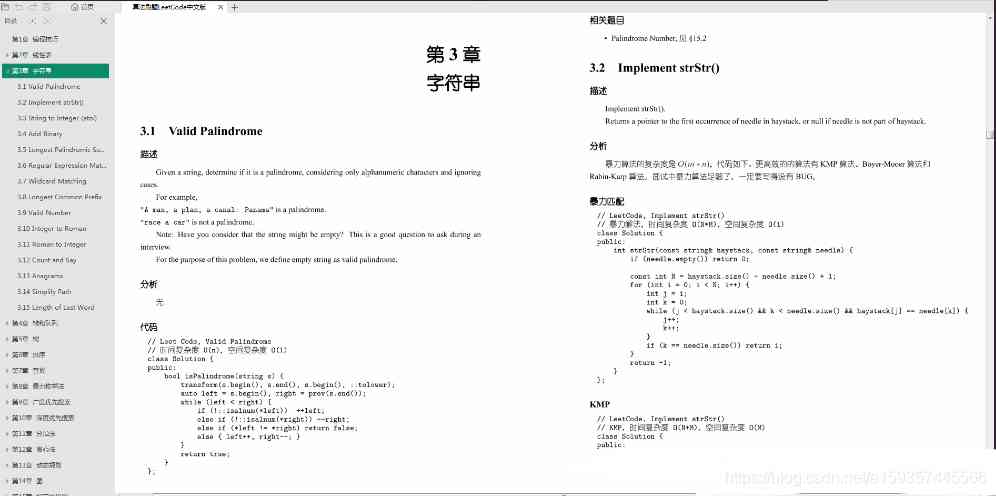 首页
算法题题LeetCode中文版
目录
第1章 编程技巧
第2章 线性表
第3章 字符串
3.1 Valid Palindrome
3.2 Implement strStr()
3.3 String to Integer (atoi)
3.4 Add Binary
3.5 Longest Palindromic Su...
3.6 Regular Expression Mat...
3.7 Wildcard Matching
3.8 Longest Common Prefix
3.9 Valid Number
3.10 Integer to Roman
3.11 Roman to Integer
3.12 Count and Say
3.13 Anagrams
3.14 Simplify Path
3.15 Length of Last Word
第4章 栈和队列
第5章 树
第6章 排序
第7章 查找
第8章 暴力枚举法
第9章 广度优先搜索
第10章 深度优先搜索
第11章 分治法
第12章 贪心法
第13章 动态规划
第14章 图
第 3 章
字符串
3.1 Valid Palindrome
描述
Given a string, determine if it is a palindrome, considering only alphanumeric characters and ignoring
cases.
For example,
"A man, a plan, a canal: Panama" is a palindrome.
"race a car" is not a palindrome.
Note: Have you consider that the string might be empty? This is a good question to ask during an
interview.
For the purpose of this problem, we define empty string as valid palindrome.
分析
无
代码
// Leet Code, Valid Palindrome
// 时间复杂度 O(n)，空间复杂度 O(1)
class Solution {
public:
bool isPalindrome(string s) {
transform(s.begin(), s.end(), s.begin(), ::tolower);
auto left = s.begin(), right = prev(s.end());
while (left < right) {
if (!::isalnum(*left)) ++left;
else if (!::isalnum(*right)) --right;
else if (*left != *right) return false;
else { left++, right--; }
}
return true;
}
};
相关题目
• Palindrome Number, 见 §15.2
3.2 Implement strStr()
描述
Implement strStr().
Returns a pointer to the first occurrence of needle in haystack, or null if needle is not part of haystack.
分析
暴力算法的复杂度是 O(m * n)，代码如下。更高效的的算法有 KMP 算法、Boyer-Mooer 算法和
Rabin-Karp 算法。面试中暴力算法足够了，一定要写得没有 BUG。
暴力匹配
// LeetCode, Implement strStr()
// 暴力解法，时间复杂度 O(N*M)，空间复杂度 O(1)
class Solution {
public:
int strStr(const string& haystack, const string& needle) {
if (needle.empty()) return 0;
const int N = haystack.size() - needle.size() + 1;
for (int i = 0; i < N; i++) {
int j = i;
int k = 0;
while (j < haystack.size() && k < needle.size() && haystack[j] == needle[k]) {
j++;
k++;
}
if (k == needle.size()) return i;
}
return -1;
}
};
KMP
// LeetCode, Implement strStr()
// KMP，时间复杂度 O(N+M)，空间复杂度 O(M)
class Solution {
public: